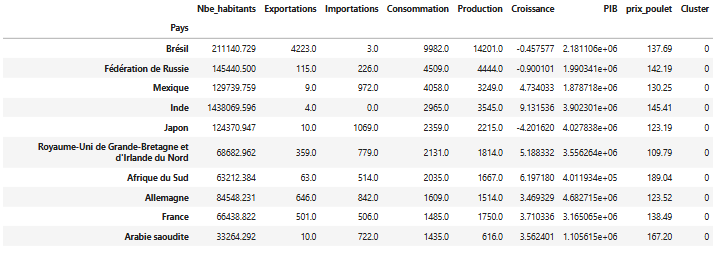 Nbe_habitants Exportations Importations Consommation Production Croissance PIB prix_poulet Cluster
Pays
Brésil 211140.729 4223.0 3.0 9982.0 14201.0 -0.457577 2.181106e+06 137.69 0
Fédération de Russie 145440.500 115.0 226.0 4509.0 4444.0 -0.900101 1.990341e+06 142.19 0
Mexique 129739.759 9.0 972.0 4058.0 3249.0 4.734033 1.878718e+06 130.25 0
Inde 1438069.596 4.0 0.0 2965.0 3545.0 9.131536 3.902301e+06 145.41 0
Japon 124370.947 10.0 1069.0 2359.0 2215.0 -4.201620 4.027838e+06 123.19 0
Royaume-Uni de Grande-Bretagne et
d'Irlande du Nord 68682.962 359.0 779.0 2131.0 1814.0 5.188332 3.556264e+06 109.79 0
Afrique du Sud 63212.384 63.0 514.0 2035.0 1667.0 6.197180 4.011934e+05 189.04 0
Allemagne 84548.231 646.0 842.0 1609.0 1514.0 3.469329 4.682715e+06 123.52 0
France 66438.822 501.0 506.0 1485.0 1750.0 3.710336 3.165065e+06 138.49 0
Arabie saoudite 33264.292 10.0 722.0 1435.0 616.0 3.562401 1.105615e+06 167.20 0